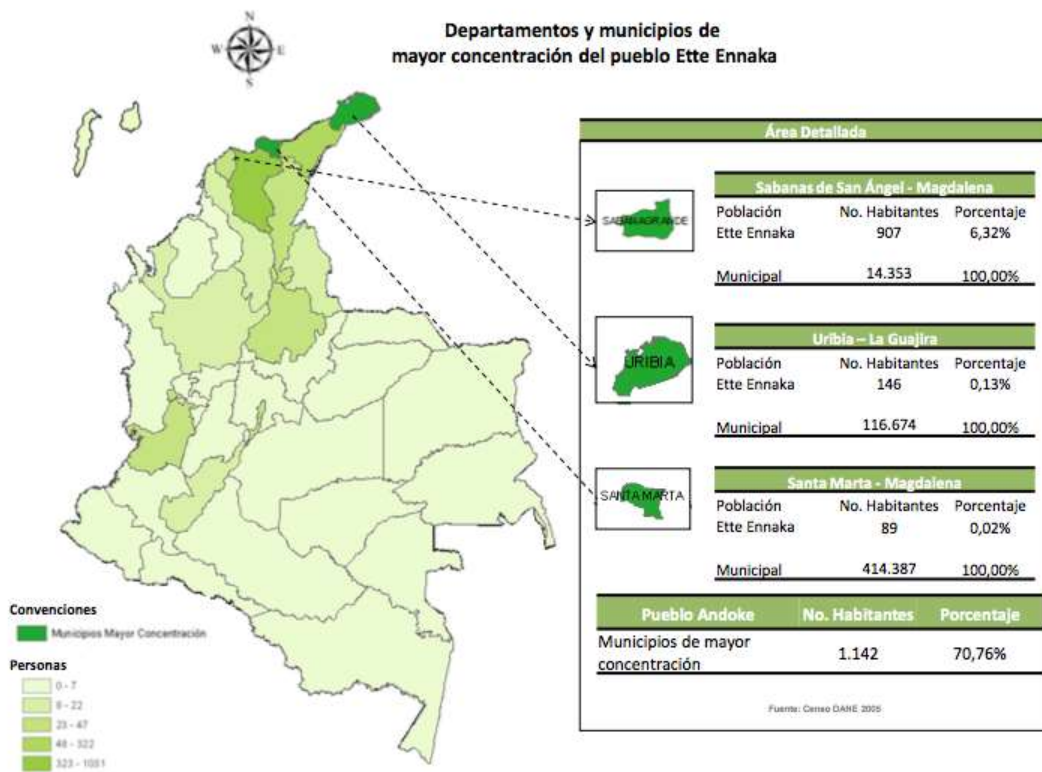 N
W E
S
Departamentos y municipios de
mayor concentración del pueblo Ette Ennaka
Área Detallada
SABANAGRANDE
Sabanas de San Ángel - Magdalena
Población No. Habitantes Porcentaje
Ette Ennaka 907 6,32%
Municipal 14.353 100,00%
URIBIA
Uribia – La Guajira
Población No. Habitantes Porcentaje
Ette Ennaka 146 0,13%
Municipal 116.674 100,00%
SANTA MARTA
Santa Marta - Magdalena
Población No. Habitantes Porcentaje
Ette Ennaka 89 0,02%
Municipal 414.387 100,00%
Pueblo Andoke No. Habitantes Porcentaje
Municipios de mayor
concentración 1.142 70,76%
Fuente: Censo DANE 2005
Convenciones
Municipios Mayor Concentración
Personas
0 - 7
8 - 22
23 - 47
48 - 322
323 - 1051